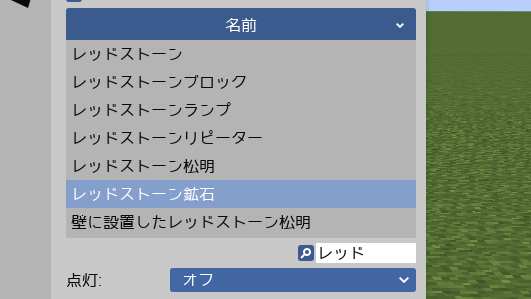 名前
レッドストーン
レッドストーンブロック
レッドストーンランプ
レッドストーンリピーター
レッドストーン松明
レッドストーン鉱石
壁に設置したレッドストーン松明
レッド
点灯: オフ